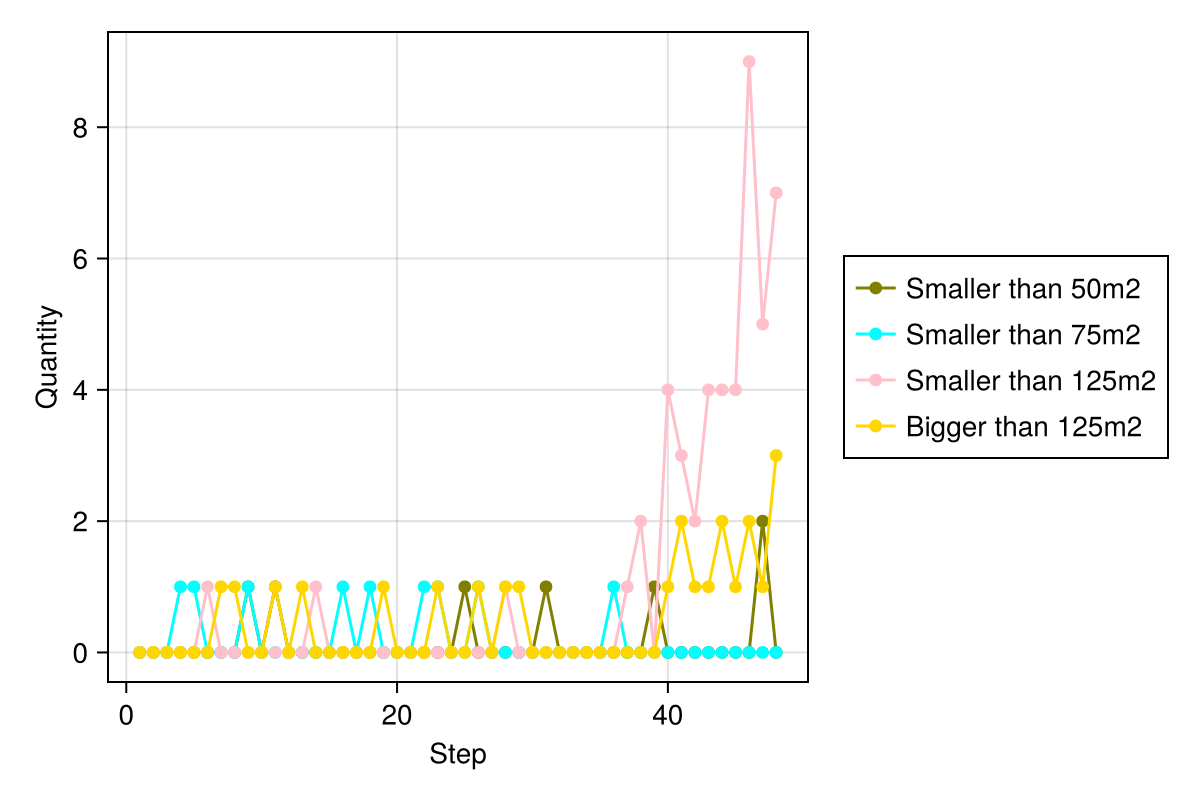 8
6
4
2
0
Quantity
0 20 40
Step
Smaller than 50m2
Smaller than 75m2
Smaller than 125m2
Bigger than 125m2